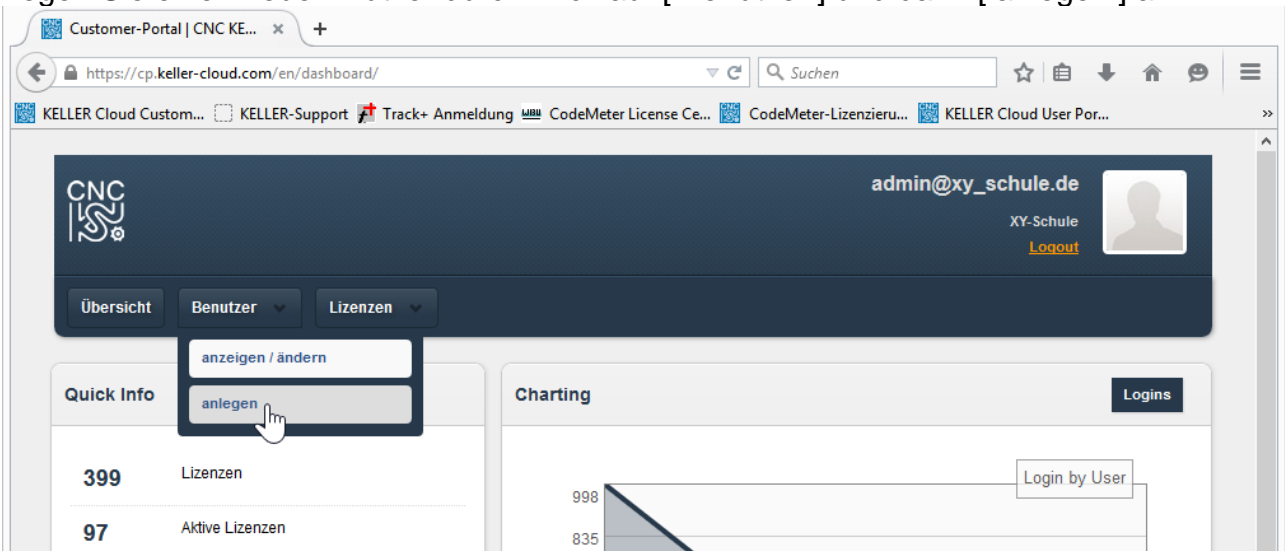 Customer-Portal | CNC KE... × +
https://cp.keller-cloud.com/en/dashboard/ Suchen
KELLER Cloud Custom... KELLER-Support Track+ Anmeldung CodeMeter License Ce... CodeMeter-Lizenzieru... KELLER Cloud User Por... »
CNC
admin@xy_schule.de
XY-Schule
Logout
Übersicht Benutzer Lizenzen
anzeigen / ändern
anlegen
Quick Info
Charting Logins
399 Lizenzen
97 Aktive Lizenzen
Login by User
998
835